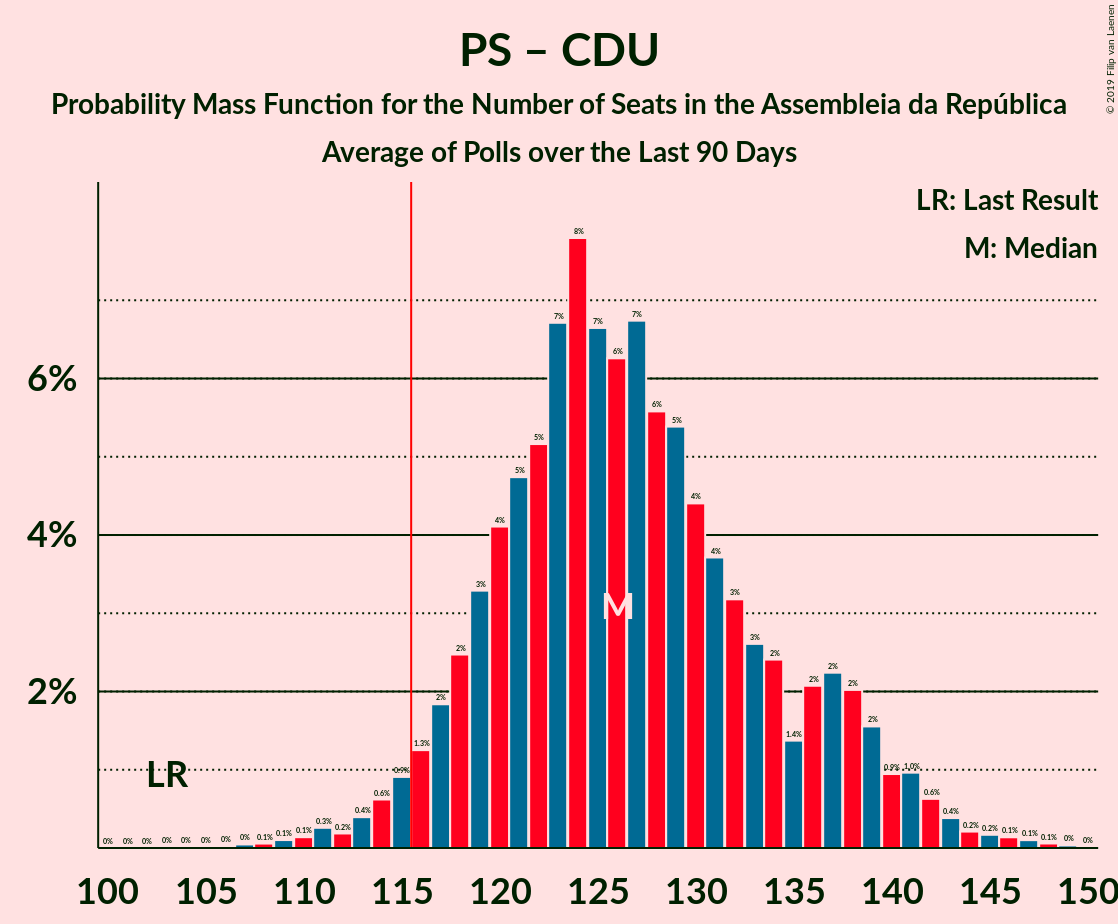 PS – CDU
Probability Mass Function for the Number of Seats in the Assembleia da República
Average of Polls over the Last 90 Days
© 2019 Filip van Laenen
LR: Last Result
M: Median
6%
4%
2%
LR
M
0% 0% 0% 0% 0% 0% 0% 0% 0.1% 0.1% 0.1% 0.3% 0.2% 0.4% 0.6% 0.9% 1.3% 2% 2% 3% 4% 5% 5% 7% 8% 7% 6% 7% 6% 5% 4% 4% 3% 3% 2% 1.4% 2% 2% 2% 2% 0.9% 1.0% 0.6% 0.4% 0.2% 0.2% 0.1% 0.1% 0.1% 0% 0%
100 105 110 115 120 125 130 135 140 145 150